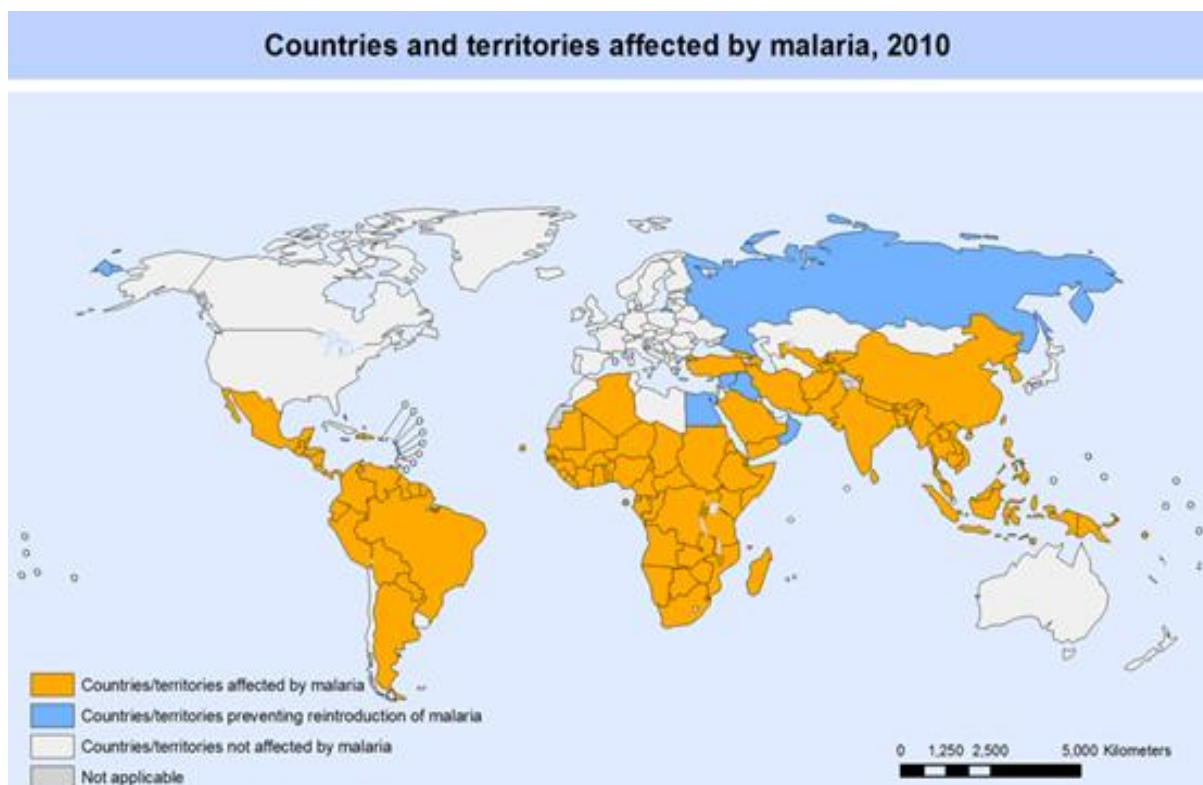 Countries and territories affected by malaria, 2010
Countries/territories affected by malaria
Countries/territories preventing reintroduction of malaria
Countries/territories not affected by malaria
Not applicable
0 1,250 2,500 5,000 Kilometers